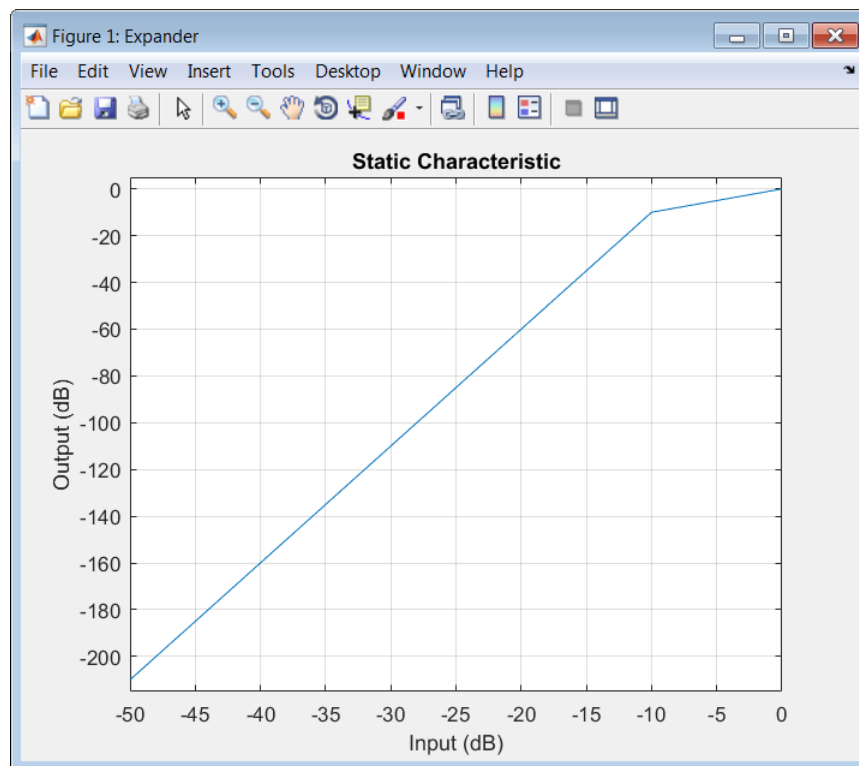 Figure 1: Expander
File Edit View Insert Tools Desktop Window Help
Static Characteristic
0
-20
-40
-60
-80
-100
-120
-140
-160
-180
-200
Output (dB)
-50 -45 -40 -35 -30 -25 -20 -15 -10 -5 0
Input (dB)